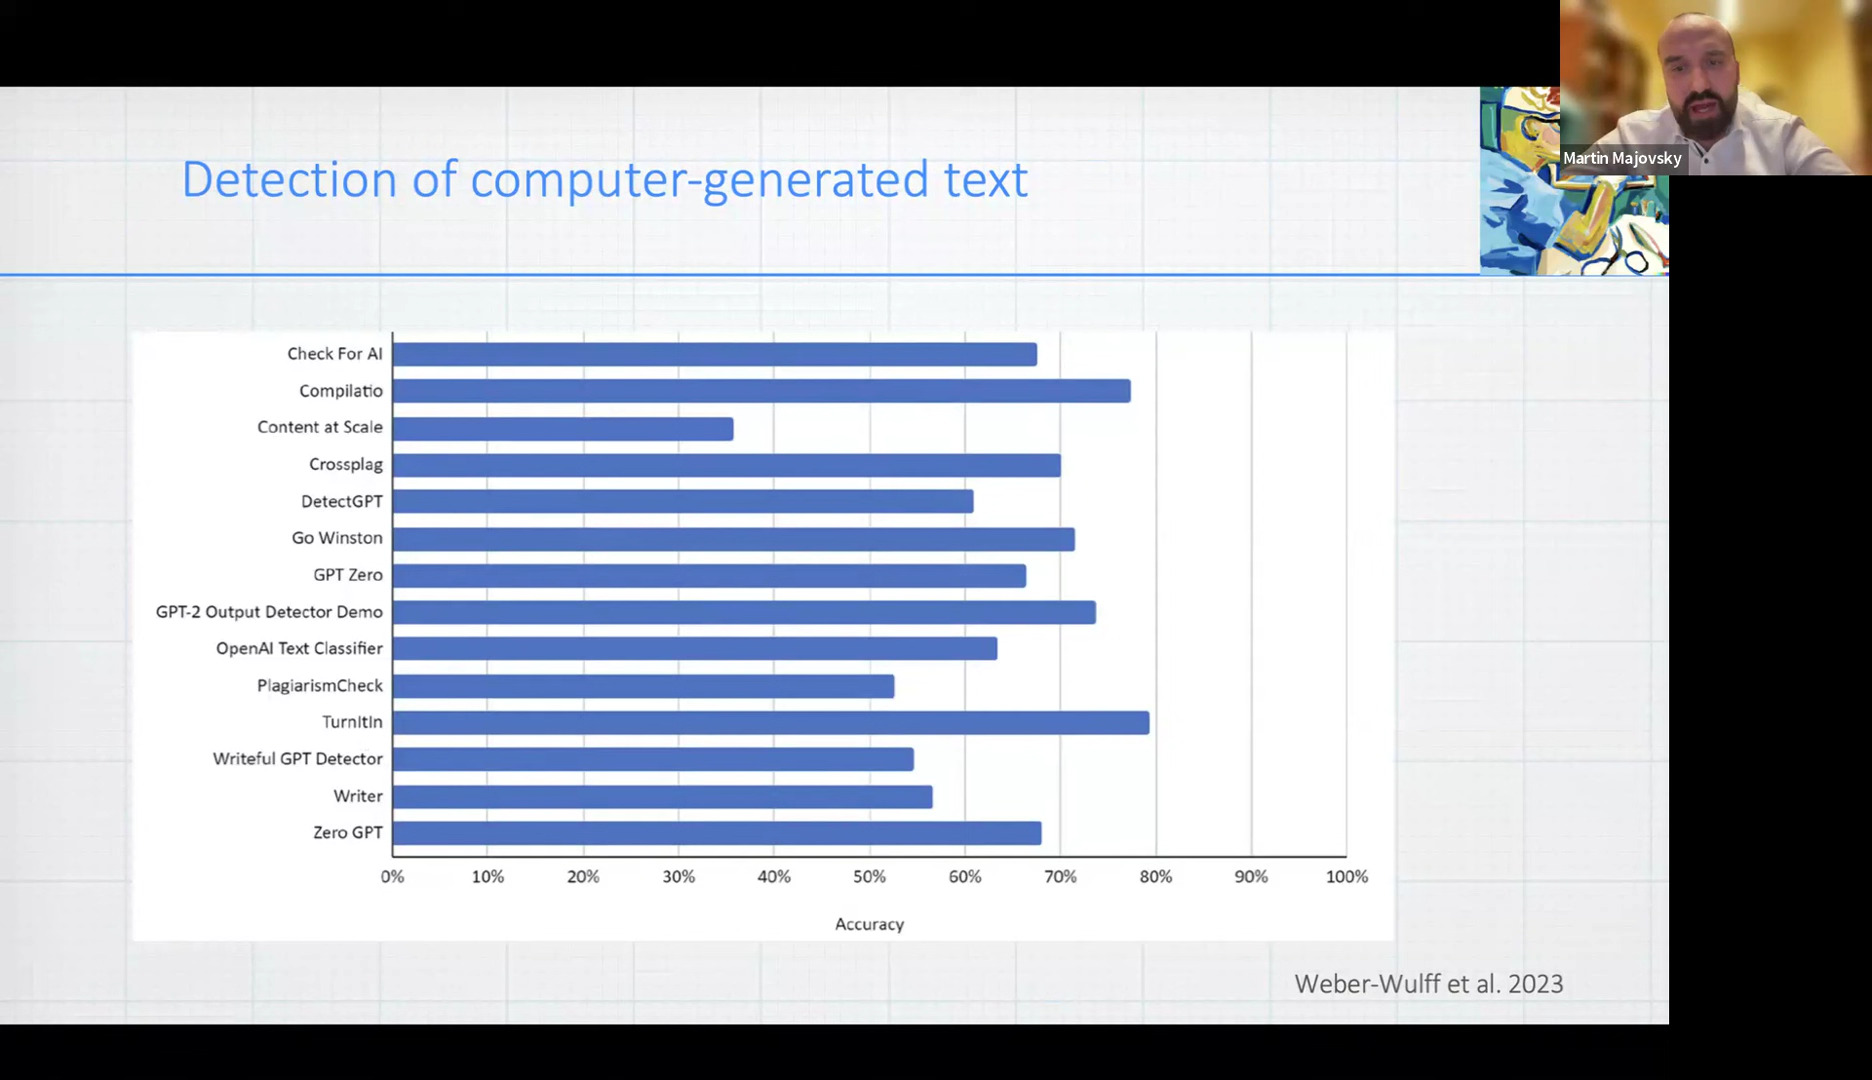 Martin Majovsky
Detection of computer-generated text
Check For AI
Compilatio
Content at Scale
Crossplag
DetectGPT
Go Winston
GPT Zero
GPT-2 Output Detector Demo
OpenAI Text Classifier
PlagiarismCheck
TurnItIn
Writeful GPT Detector
Writer
Zero GPT
0% 10% 20% 30% 40% 50% 60% 70% 80% 90% 100%
Accuracy
Weber-Wulff et al. 2023